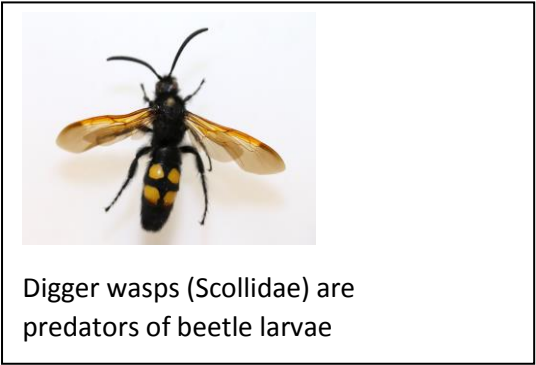 Digger wasps (Scollidae) are
predators of beetle larvae